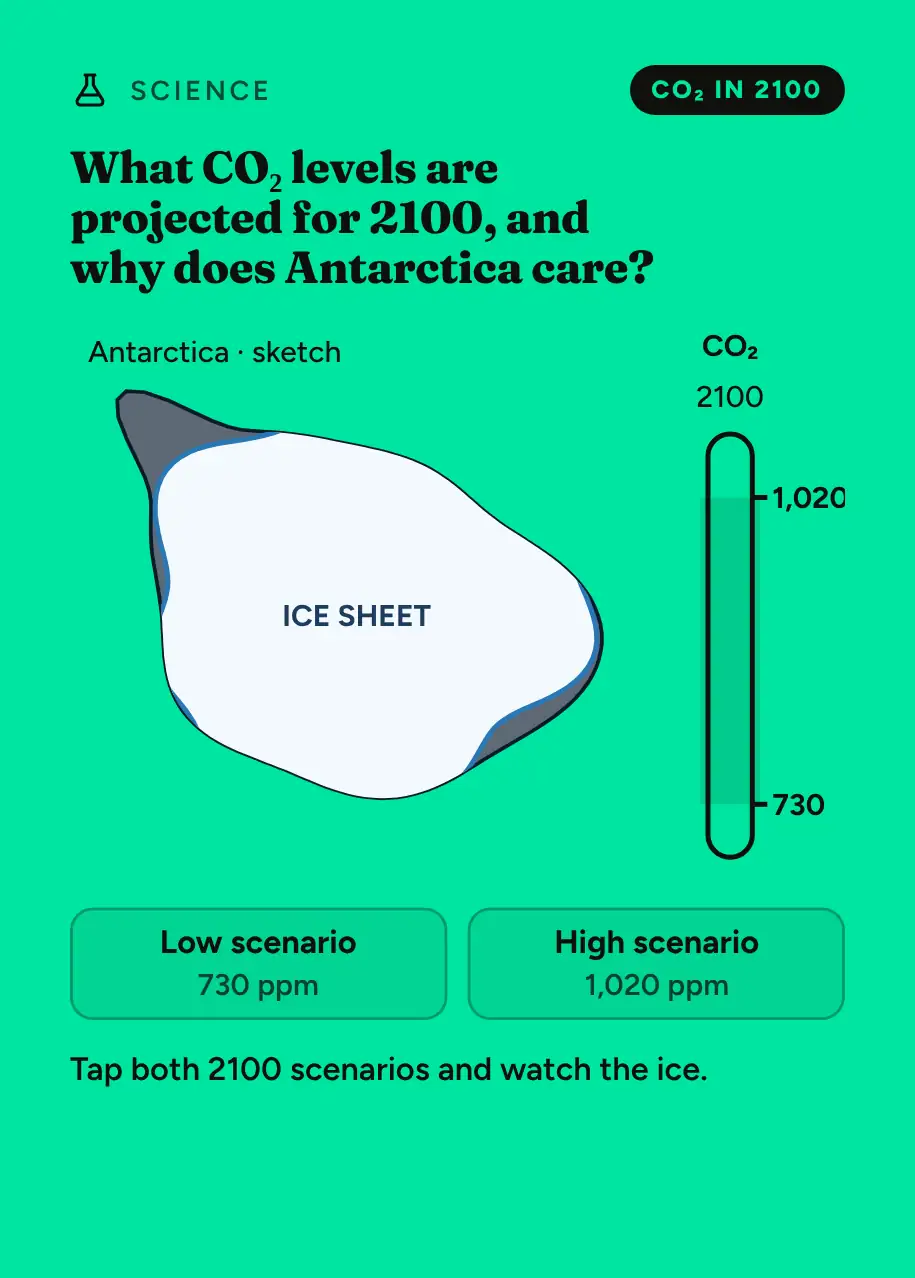 SCIENCE
CO₂ IN 2100
What CO₂ levels are
projected for 2100, and
why does Antarctica care?
Antarctica · sketch
CO₂
2100
1,020
ICE SHEET
730
Low scenario
730 ppm
High scenario
1,020 ppm
Tap both 2100 scenarios and watch the ice.